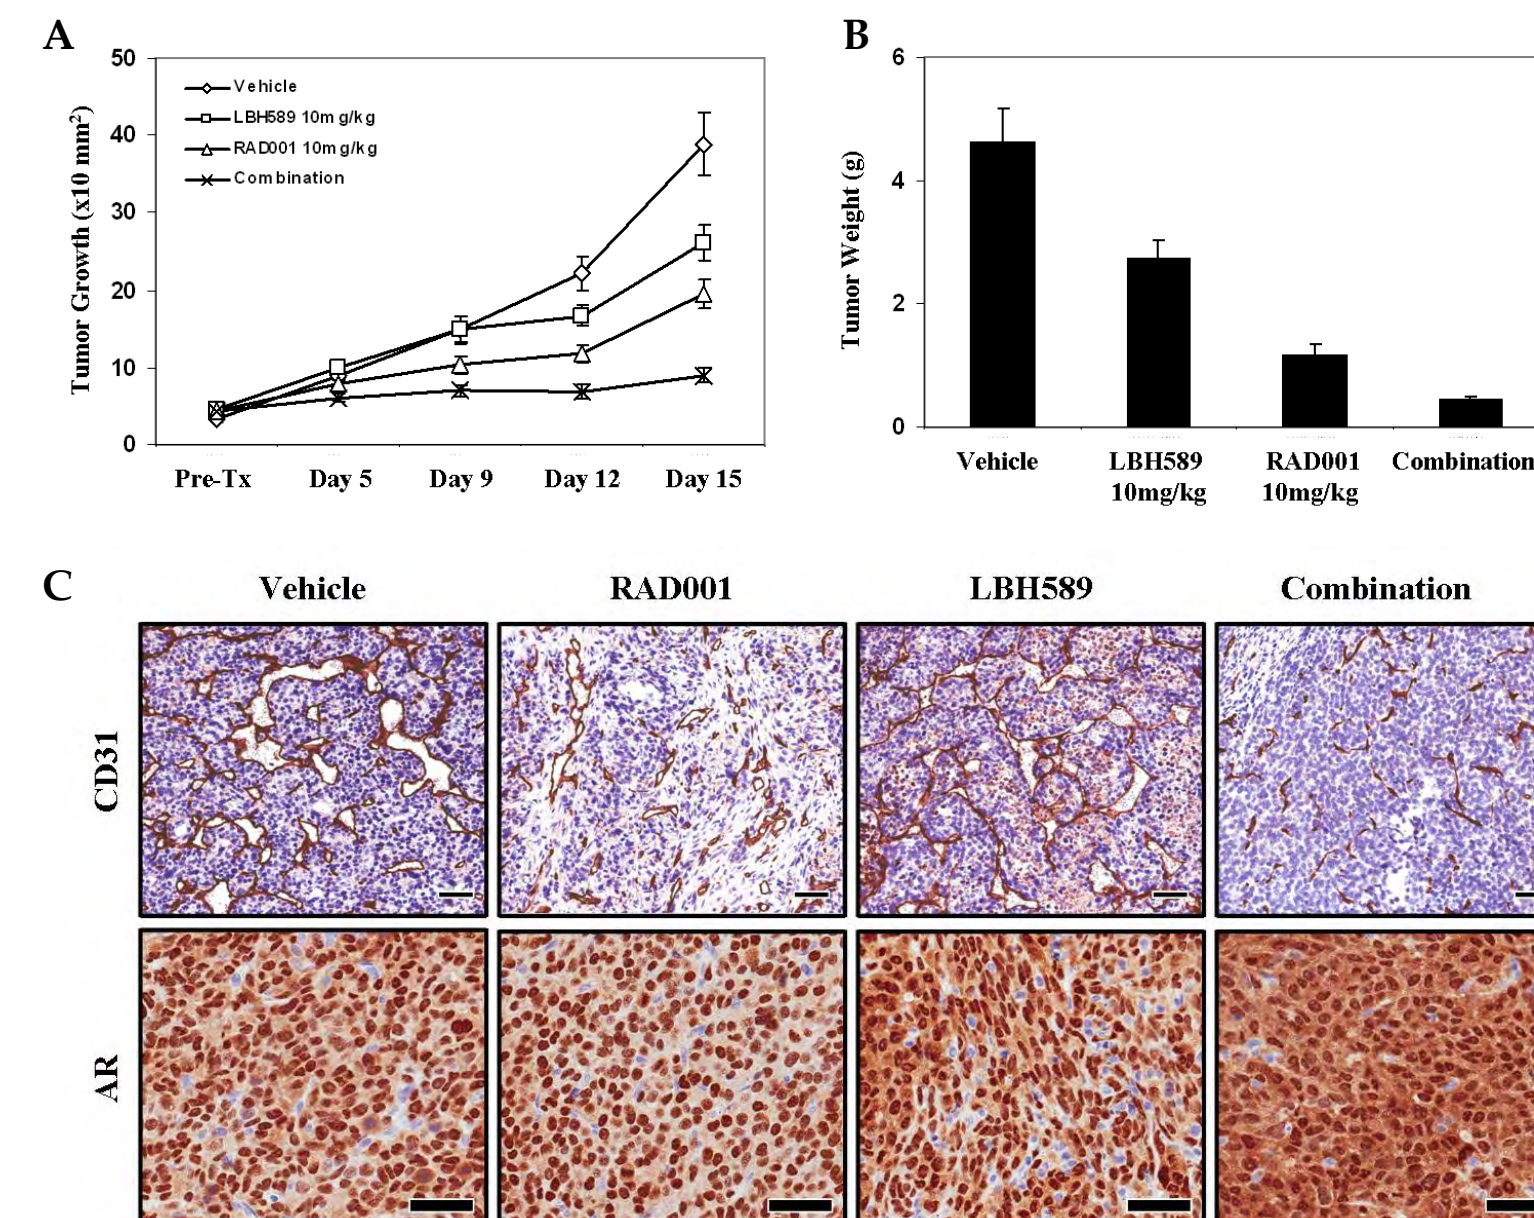 A
B
50
40
30
20
10
0
Tumor Growth (x10 mm²)
Vehicle
LBH589 10mg/kg
RAD001 10mg/kg
Combination
Pre-Tx Day 5 Day 9 Day 12 Day 15
6
4
2
0
Tumor Weight (g)
Vehicle LBH589 RAD001 Combination
10mg/kg 10mg/kg
C
Vehicle RAD001 LBH589 Combination
CD31
AR